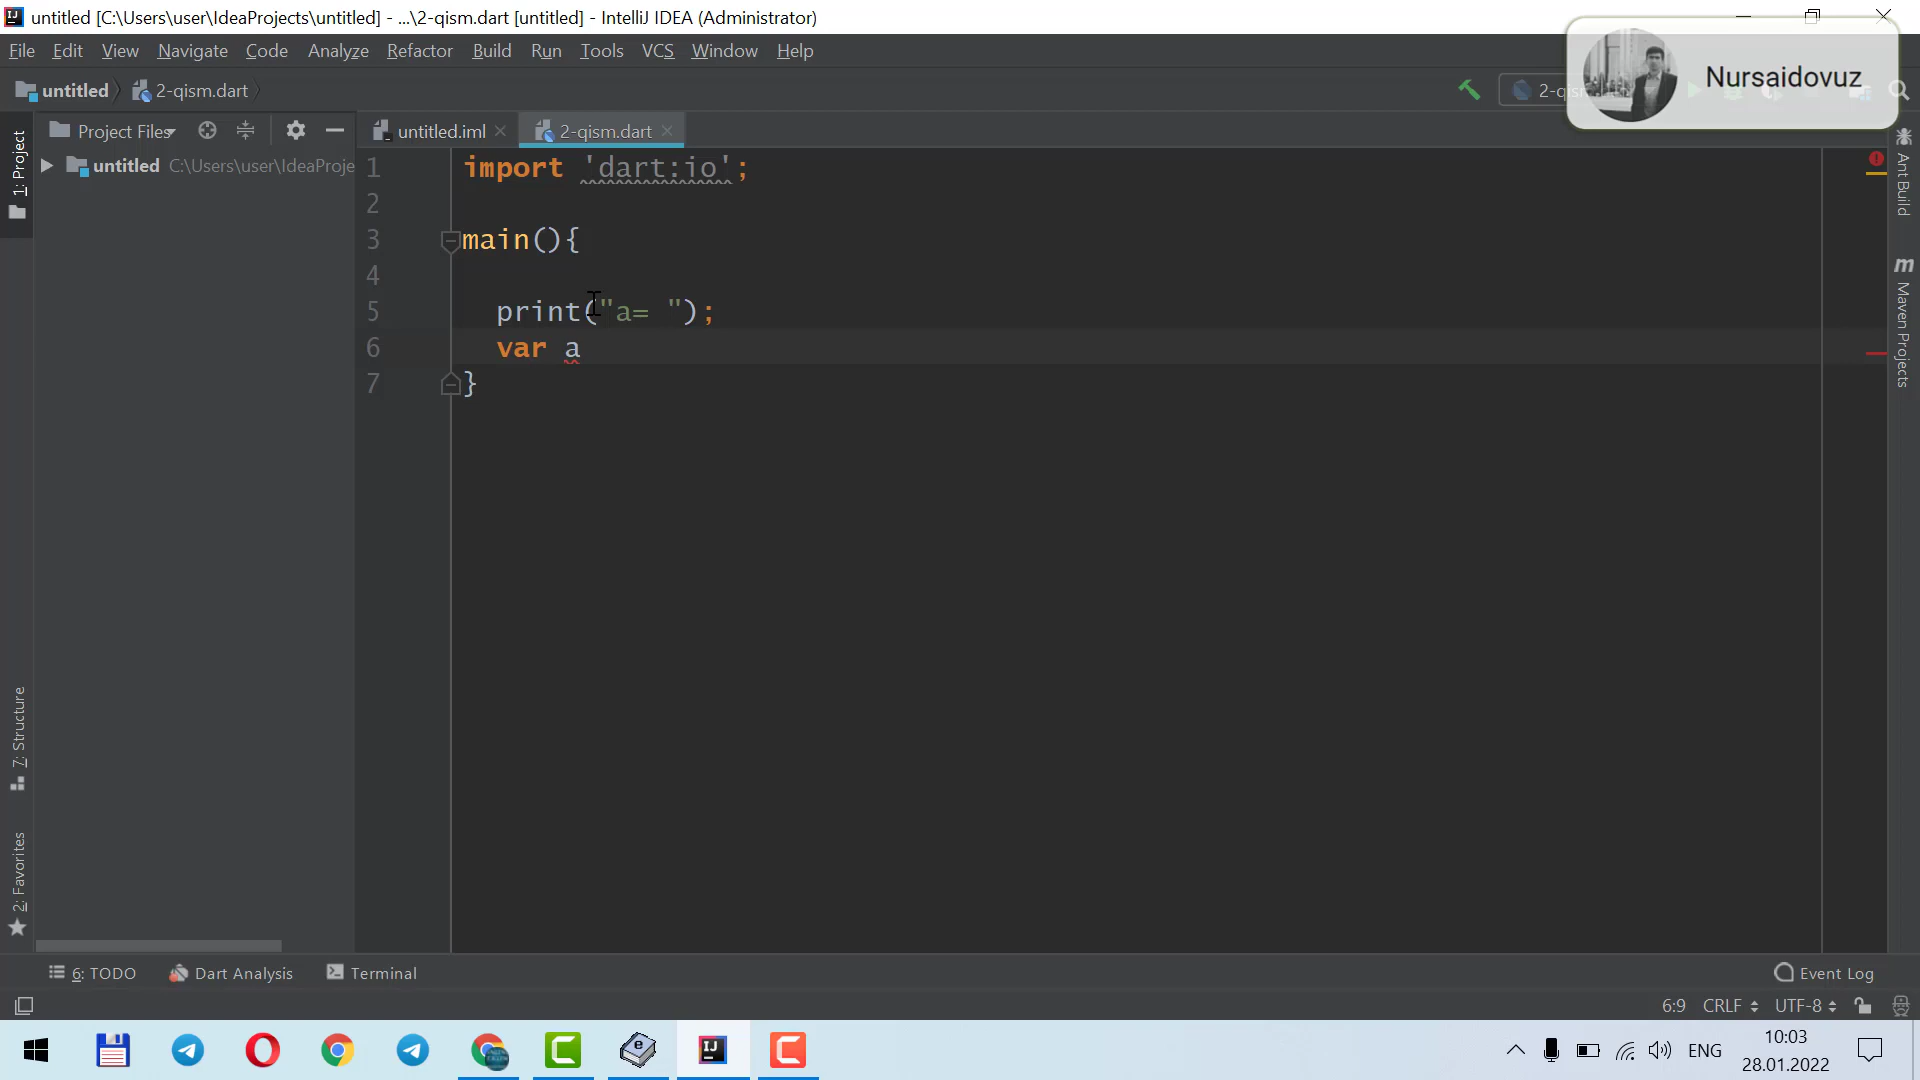 untitled [C:\Users\user\IdeaProjects\untitled] - ...\2-qism.dart [untitled] - IntelliJ IDEA (Administrator)
File Edit View Navigate Code Analyze Refactor Build Run Tools VCS Window Help
Nursaidovuz
untitled 2-qism.dart
Project Files
untitled.iml 2-qism.dart
untitled C:\Users\user\IdeaProje
1 import 'dart:io';
2
3 main(){
4
5 print("a= ");
6 var a
7 }
1: Project
7: Structure
2: Favorites
Ant Build
m Maven Projects
6: TODO Dart Analysis Terminal Event Log
6:9 CRLF UTF-8
ENG
10:03
28.01.2022